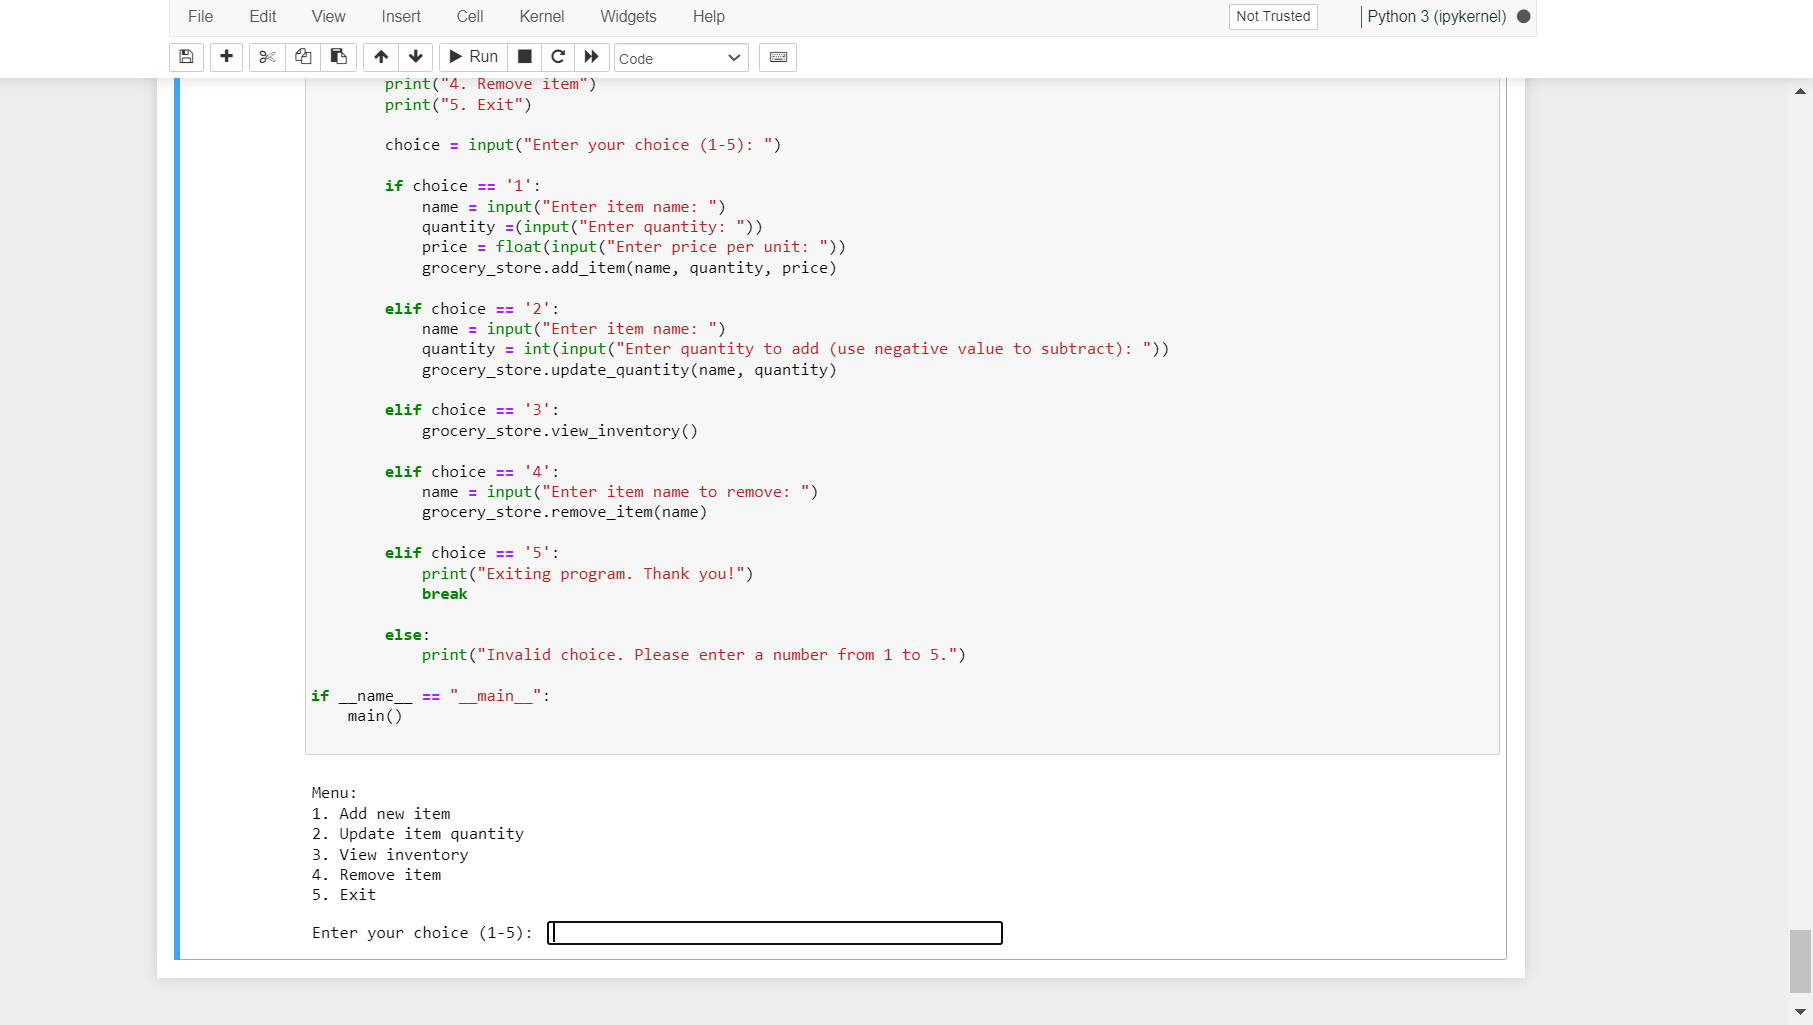 File Edit View Insert Cell Kernel Widgets Help Not Trusted Python 3 (ipykernel)
Run Code
print("4. Remove item")
print("5. Exit")
choice = input("Enter your choice (1-5): ")
if choice == '1':
name = input("Enter item name: ")
quantity =(input("Enter quantity: "))
price = float(input("Enter price per unit: "))
grocery_store.add_item(name, quantity, price)
elif choice == '2':
name = input("Enter item name: ")
quantity = int(input("Enter quantity to add (use negative value to subtract): "))
grocery_store.update_quantity(name, quantity)
elif choice == '3':
grocery_store.view_inventory()
elif choice == '4':
name = input("Enter item name to remove: ")
grocery_store.remove_item(name)
elif choice == '5':
print("Exiting program. Thank you!")
break
else:
print("Invalid choice. Please enter a number from 1 to 5.")
if __name__ == "__main__":
main()
Menu:
1. Add new item
2. Update item quantity
3. View inventory
4. Remove item
5. Exit
Enter your choice (1-5):